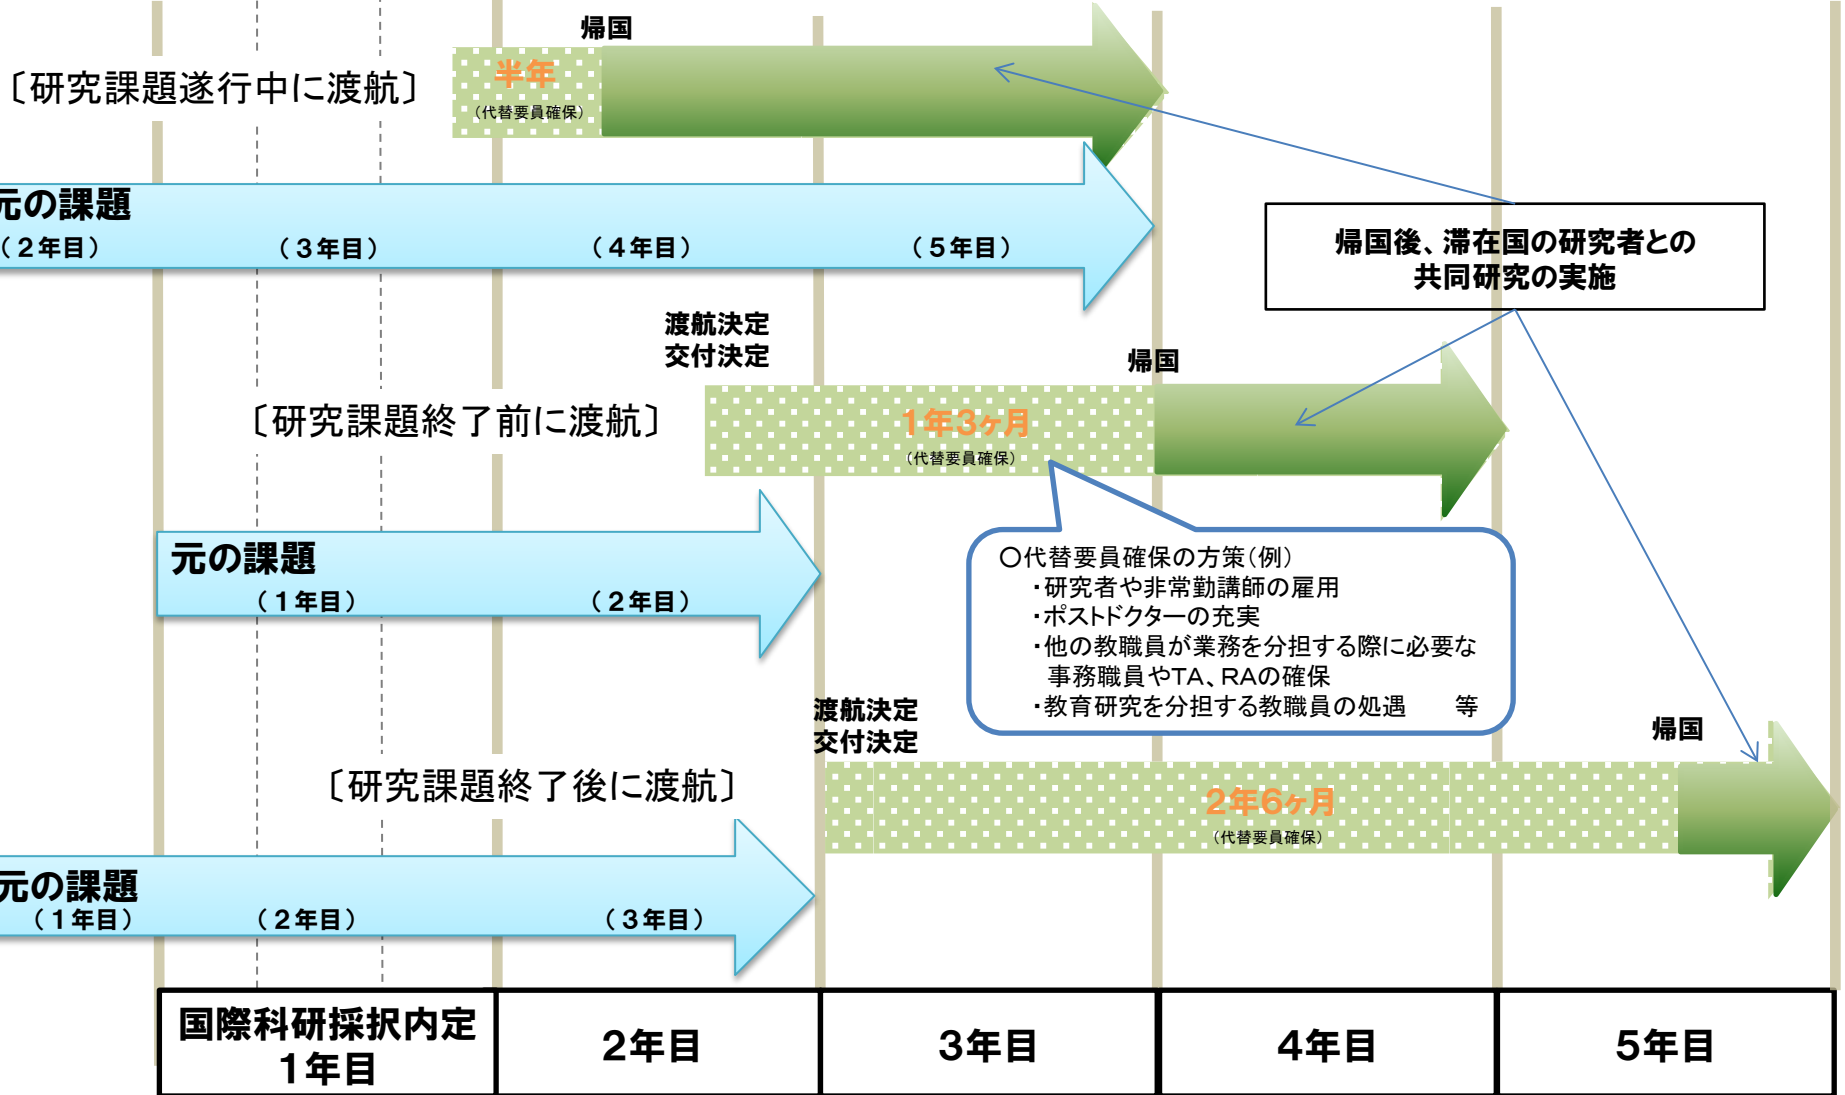 帰国
〔研究課題遂行中に渡航〕
半年
(代替要員確保)
元の課題
(２年目)
(３年目)
(４年目)
(５年目)
帰国後、滞在国の研究者との
共同研究の実施
渡航決定
交付決定
帰国
〔研究課題終了前に渡航〕
１年３ヶ月
(代替要員確保)
元の課題
(１年目)
(２年目)
○代替要員確保の方策(例)
・研究者や非常勤講師の雇用
・ポストドクターの充実
・他の教職員が業務を分担する際に必要な
事務職員やTA、RAの確保
・教育研究を分担する教職員の処遇　　等
渡航決定
交付決定
帰国
〔研究課題終了後に渡航〕
２年６ヶ月
(代替要員確保)
元の課題
(１年目)
(２年目)
(３年目)
国際科研採択内定
１年目
２年目
３年目
４年目
５年目